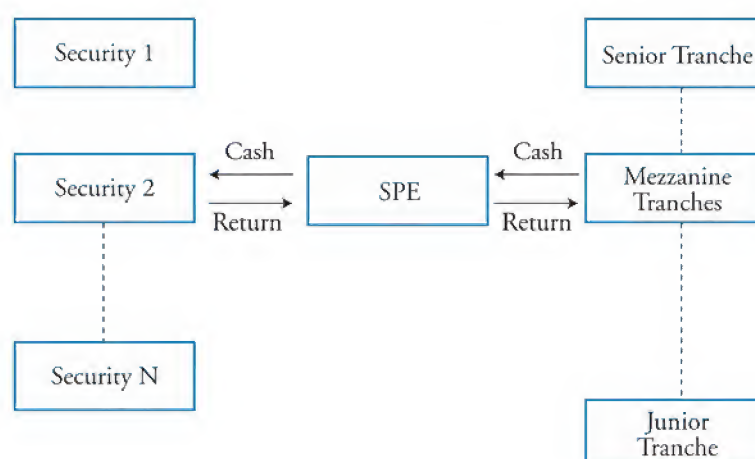 Security 1
Senior Tranche
Security 2
Cash
Return
SPE
Cash
Return
Mezzanine
Tranches
Security N
Junior
Tranche